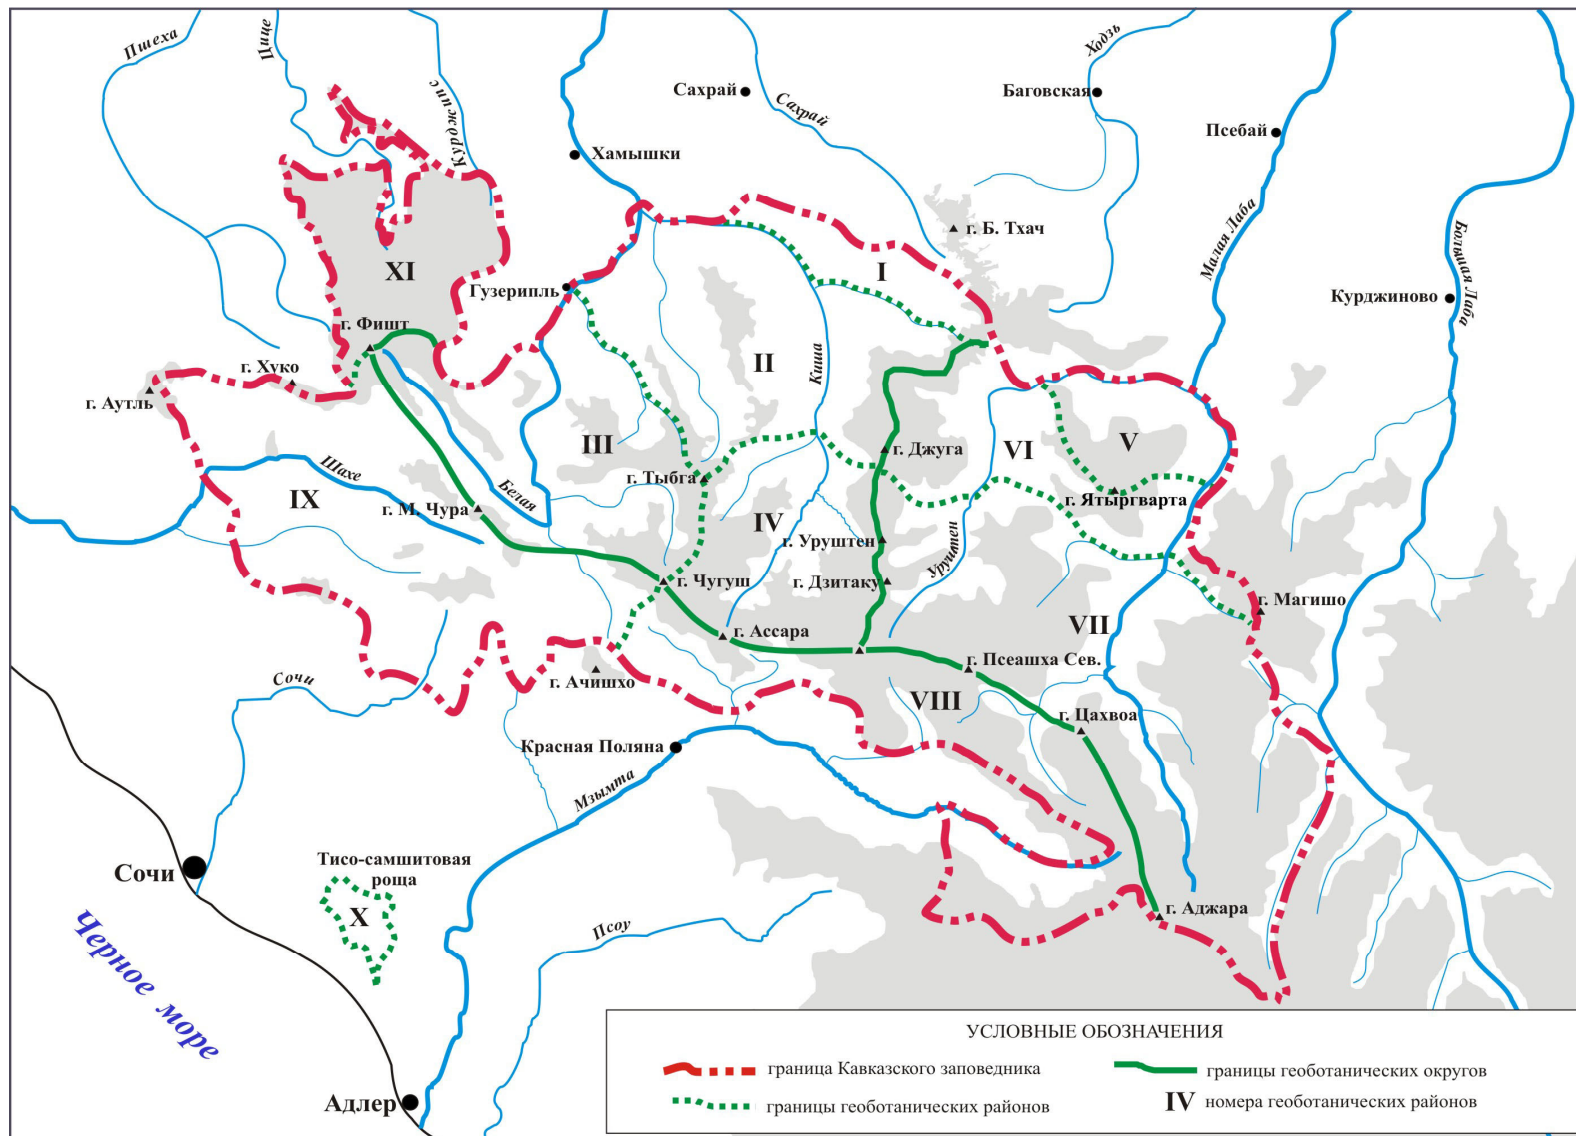 Пшеха
Цице
Курджипс
Сахрай
Сахрай
Ходзь
Баговская
Псебай
Хамышки
г. Б. Тхач
Малая Лаба
Большая Лаба
XI
I
Гузерипль
Курджиново
г. Фишт
г. Хуко
г. Аутль
II
Киша
III
г. Джуга
VI
V
г. Тыбга
Шахе
IX
Белая
г. М. Чура
IV
г. Ятыргварта
г. Уруштен
Уруштен
г. Чугуш
г. Дзитаку
г. Магишо
VII
г. Ассара
г. Псеашха Сев.
Сочи
г. Ачишхо
VIII
г. Цахвоа
Красная Поляна
Мзымта
Сочи
Тисо-самшитовая
роща
X
г. Аджара
Псоу
Черное море
Адлер
УСЛОВНЫЕ ОБОЗНАЧЕНИЯ
граница Кавказского заповедника
границы геоботанических округов
границы геоботанических районов
IV номера геоботанических районов